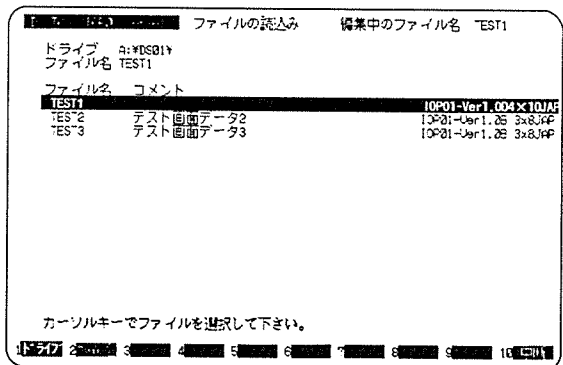 ファイルの読込み 編集中のファイル名 TEST1
ドライブ A:¥DS01¥
ファイル名 TEST1
ファイル名 コメント
TEST1 IOP01-Ver1.00 4×10JAP
TEST2 テスト画面データ2 IOP01-Ver1.08 3x8JAP
TEST3 テスト画面データ3 IOP01-Ver1.08 3x8JAP
カーソルキーでファイルを選択して下さい。
1ドライブ 2 3 4 5 6 7 8 9 10